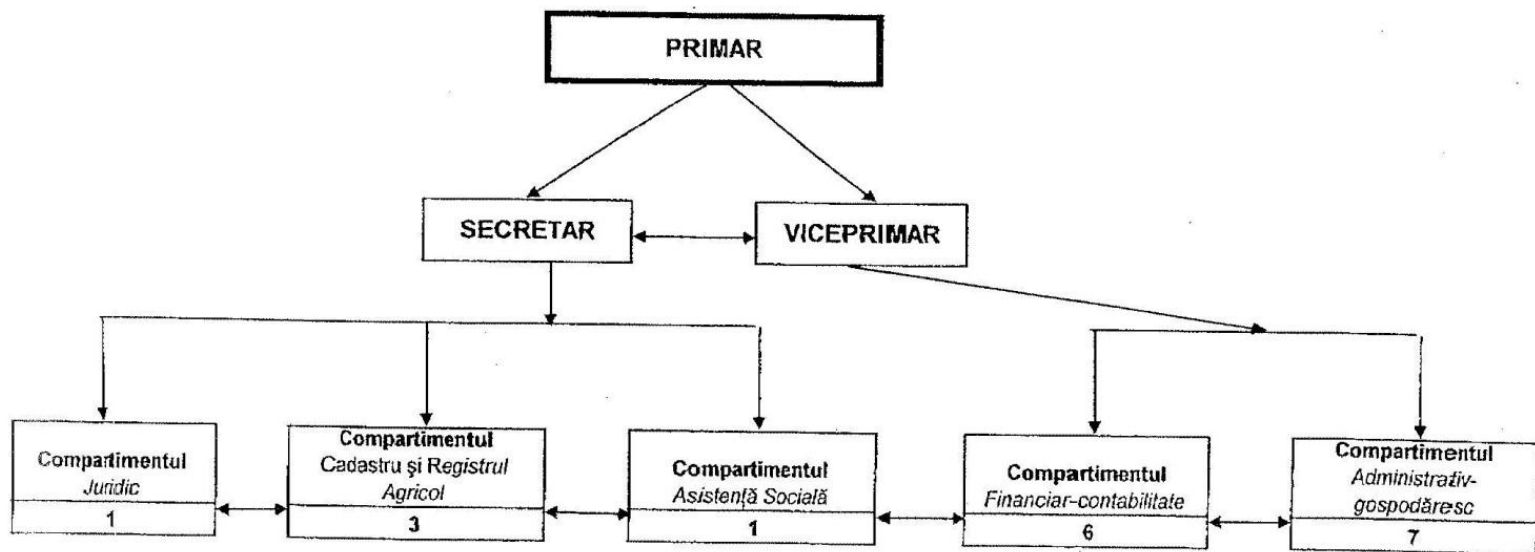 PRIMAR
SECRETAR
VICEPRIMAR
Compartimentul
Juridic
1
Compartimentul
Cadastru şi Registrul
Agricol
3
Compartimentul
Asistenţă Socială
1
Compartimentul
Financiar-contabilitate
6
Compartimentul
Administrativ-
gospodăresc
7